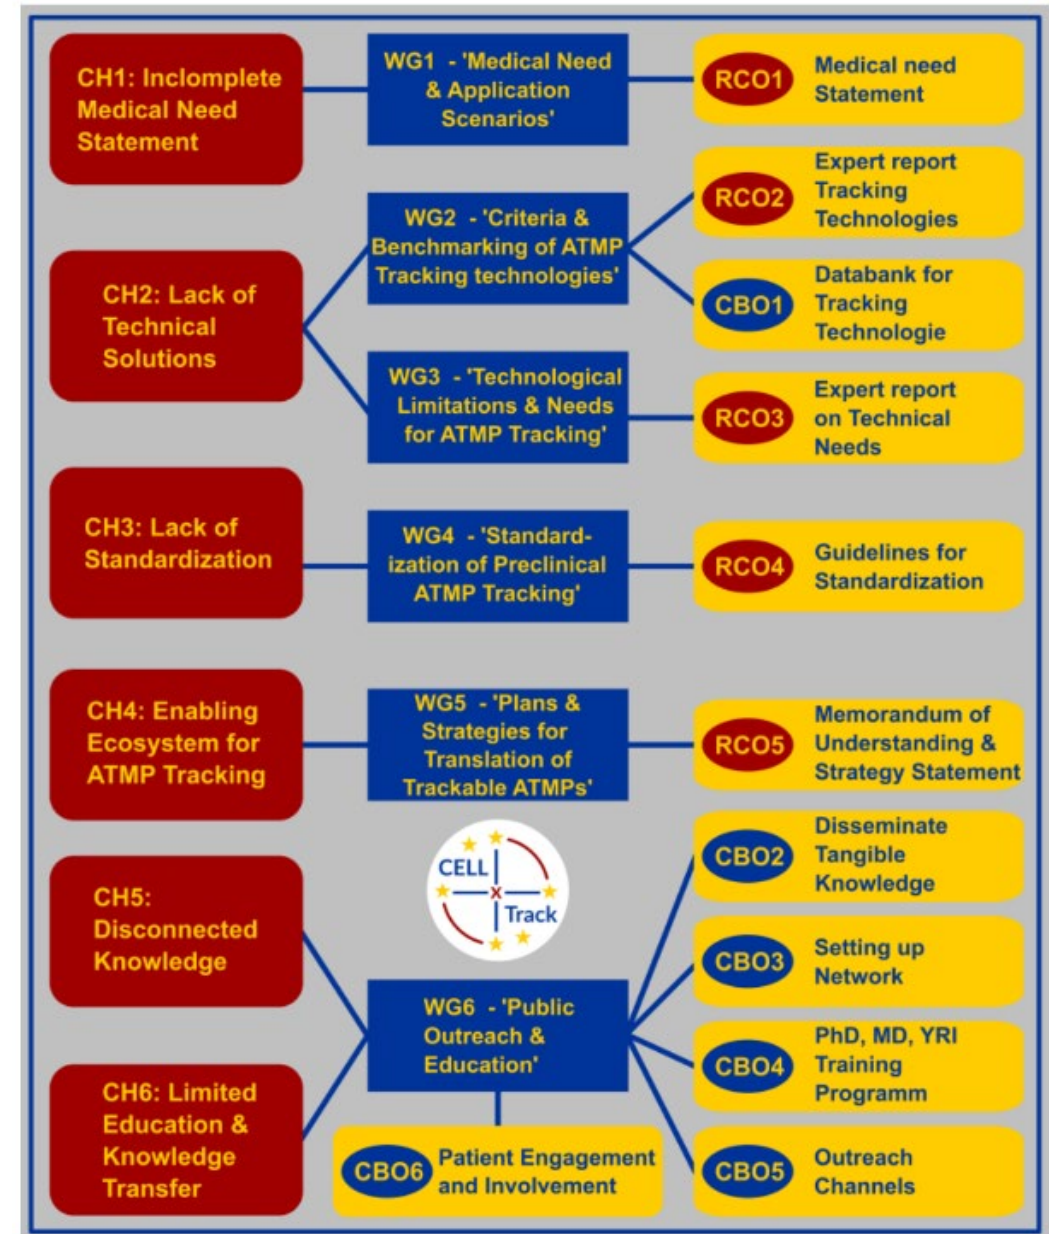 CH1: Inclomplete
Medical Need
Statement
WG1 - 'Medical Need
& Application
Scenarios'
RCO1
Medical need
Statement
CH2: Lack of
Technical
Solutions
WG2 - 'Criteria &
Benchmarking of ATMP
Tracking technologies'
RCO2
Expert report
Tracking
Technologies
CBO1
Databank for
Tracking
Technologie
WG3 - 'Technological
Limitations & Needs
for ATMP Tracking'
RCO3
Expert report
on Technical
Needs
CH3: Lack of
Standardization
WG4 - 'Standard-
ization of Preclinical
ATMP Tracking'
RCO4
Guidelines for
Standardization
CH4: Enabling
Ecosystem for
ATMP Tracking
WG5 - 'Plans &
Strategies for
Translation of
Trackable ATMPs'
RCO5
Memorandum of
Understanding &
Strategy Statement
CELL
x
Track
CH5:
Disconnected
Knowledge
CH6: Limited
Education &
Knowledge
Transfer
WG6 - 'Public
Outreach &
Education'
CBO2
Disseminate
Tangible
Knowledge
CBO3
Setting up
Network
CBO4
PhD, MD, YRI
Training
Programm
CBO5
Outreach
Channels
CBO6
Patient Engagement
and Involvement